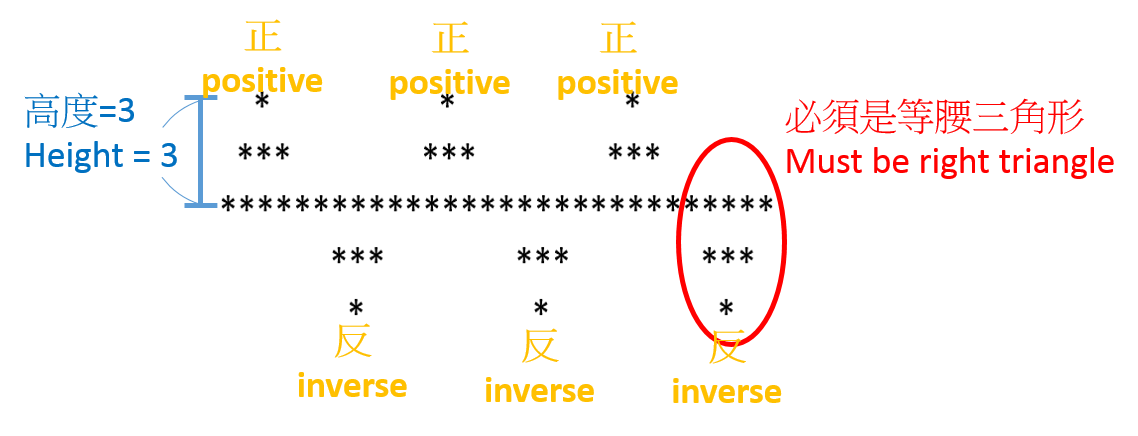 正 正 正
positive positive positive
高度=3
Height = 3
* * *
*** *** ***
******************************
*** *** ***
* * *
必須是等腰三角形
Must be right triangle
反 反 反
inverse inverse inverse